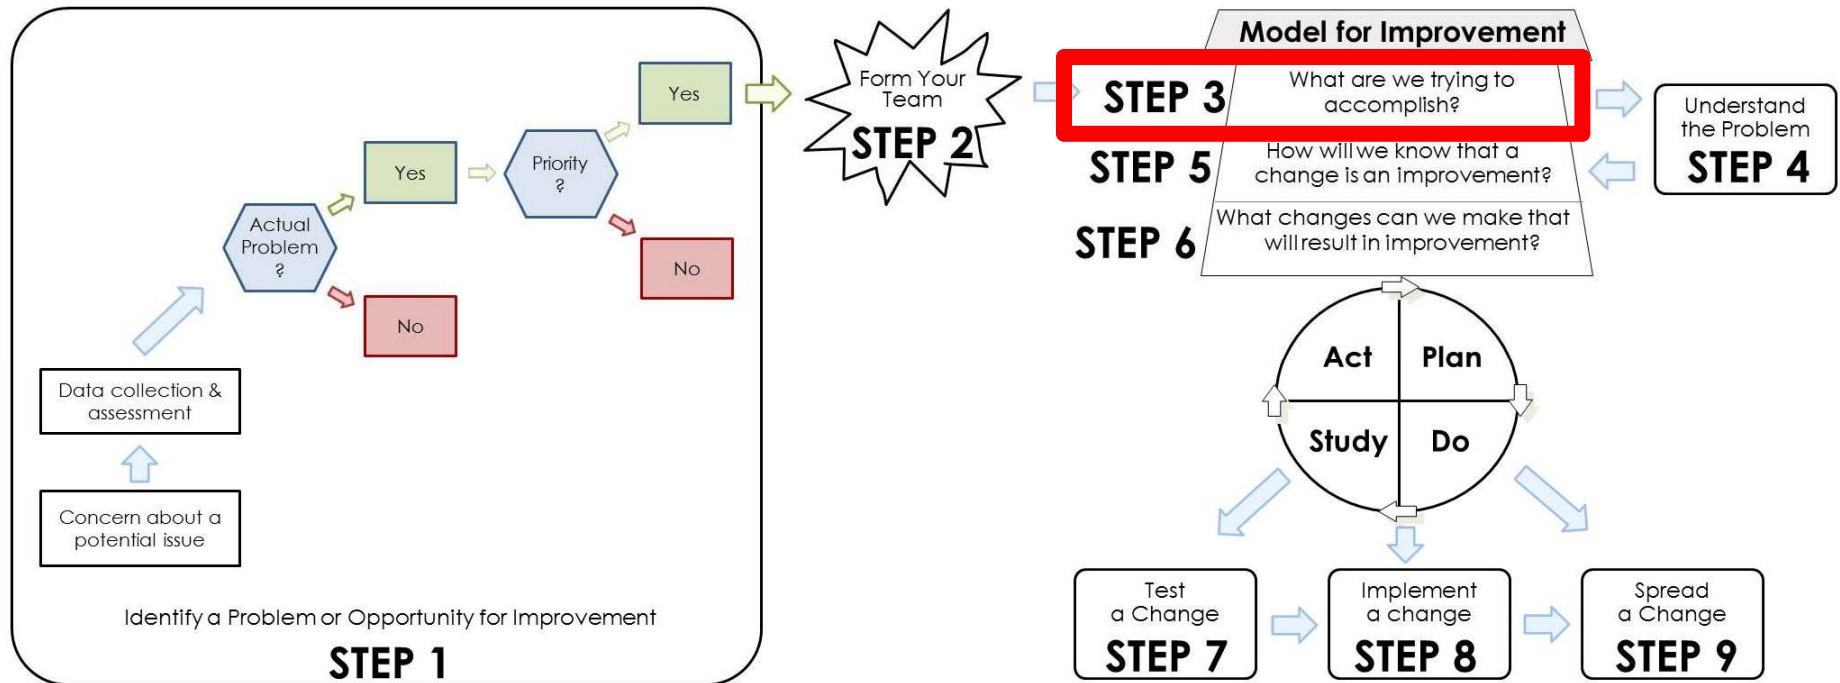 Concern about a
potential issue
Data collection &
assessment
Actual
Problem
?
Yes
No
Priority
?
Yes
No
Identify a Problem or Opportunity for Improvement
STEP 1
Form Your
Team
STEP 2
Model for Improvement
STEP 3
What are we trying to
accomplish?
Understand
the Problem
STEP 4
STEP 5
How will we know that a
change is an improvement?
STEP 6
What changes can we make that
will result in improvement?
Act
Plan
Study
Do
Test
a Change
STEP 7
Implement
a change
STEP 8
Spread
a Change
STEP 9